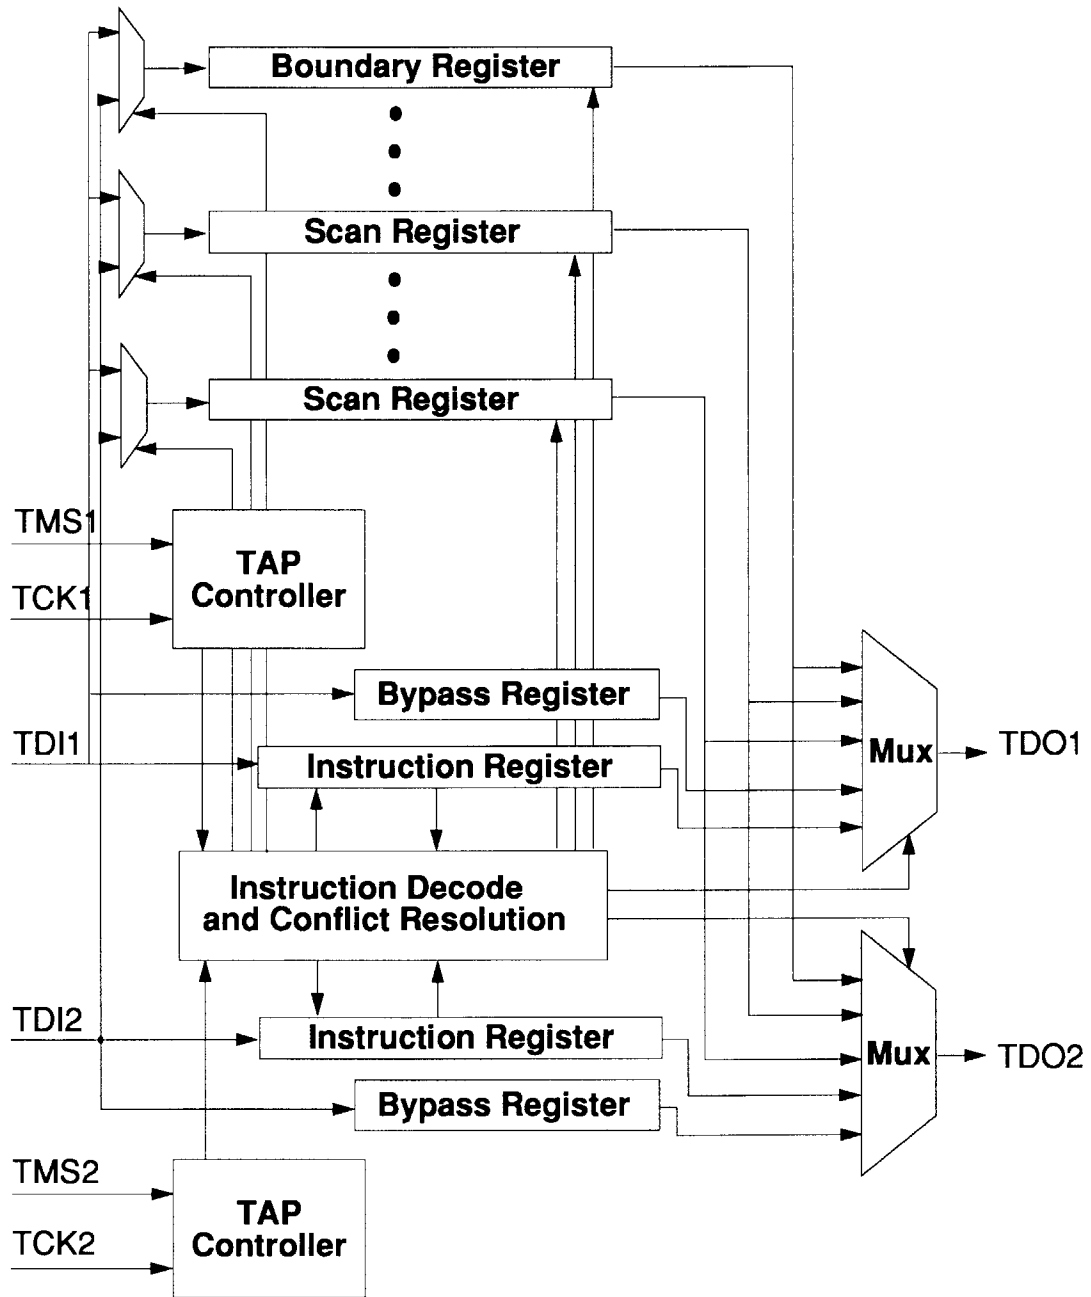 Boundary Register
Scan Register
Scan Register
TMS1
TAP
Controller
TCK1
Bypass Register
TDI1
Instruction Register
Mux
TDO1
Instruction Decode
and Conflict Resolution
TDI2
Instruction Register
Mux
TDO2
Bypass Register
TMS2
TAP
Controller
TCK2